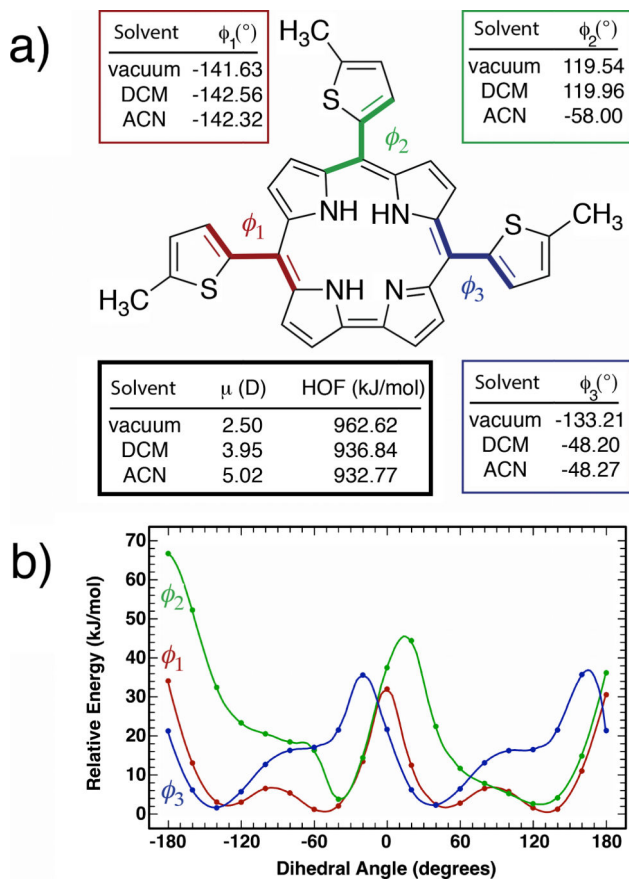 a)
Solvent ϕ₁(°)
vacuum -141.63
DCM -142.56
ACN -142.32
H₃C
S
ϕ₂
Solvent ϕ₂(°)
vacuum 119.54
DCM 119.96
ACN -58.00
NH HN
ϕ₁
S CH₃
H₃C S
NH N
ϕ₃
Solvent μ (D) HOF (kJ/mol)
vacuum 2.50 962.62
DCM 3.95 936.84
ACN 5.02 932.77
Solvent ϕ₃(°)
vacuum -133.21
DCM -48.20
ACN -48.27
b)
Relative Energy (kJ/mol)
70
60
50
40
30
20
10
0
ϕ₂
ϕ₁
ϕ₃
-180 -120 -60 0 60 120 180
Dihedral Angle (degrees)